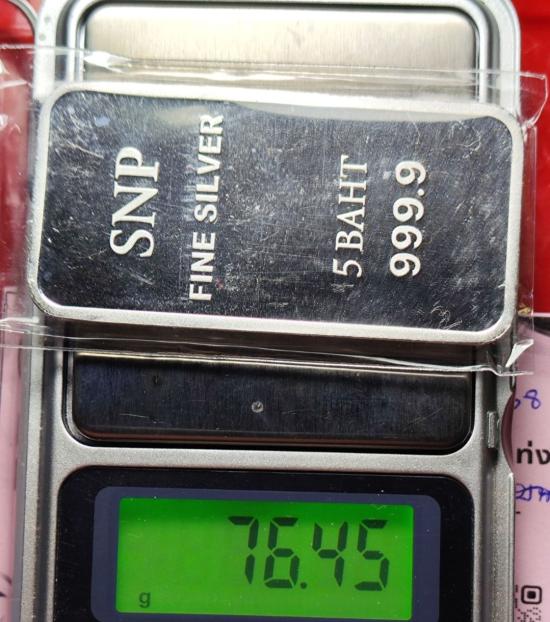 SNP
FINE SILVER
5 BAHT
999.9
76.45
g